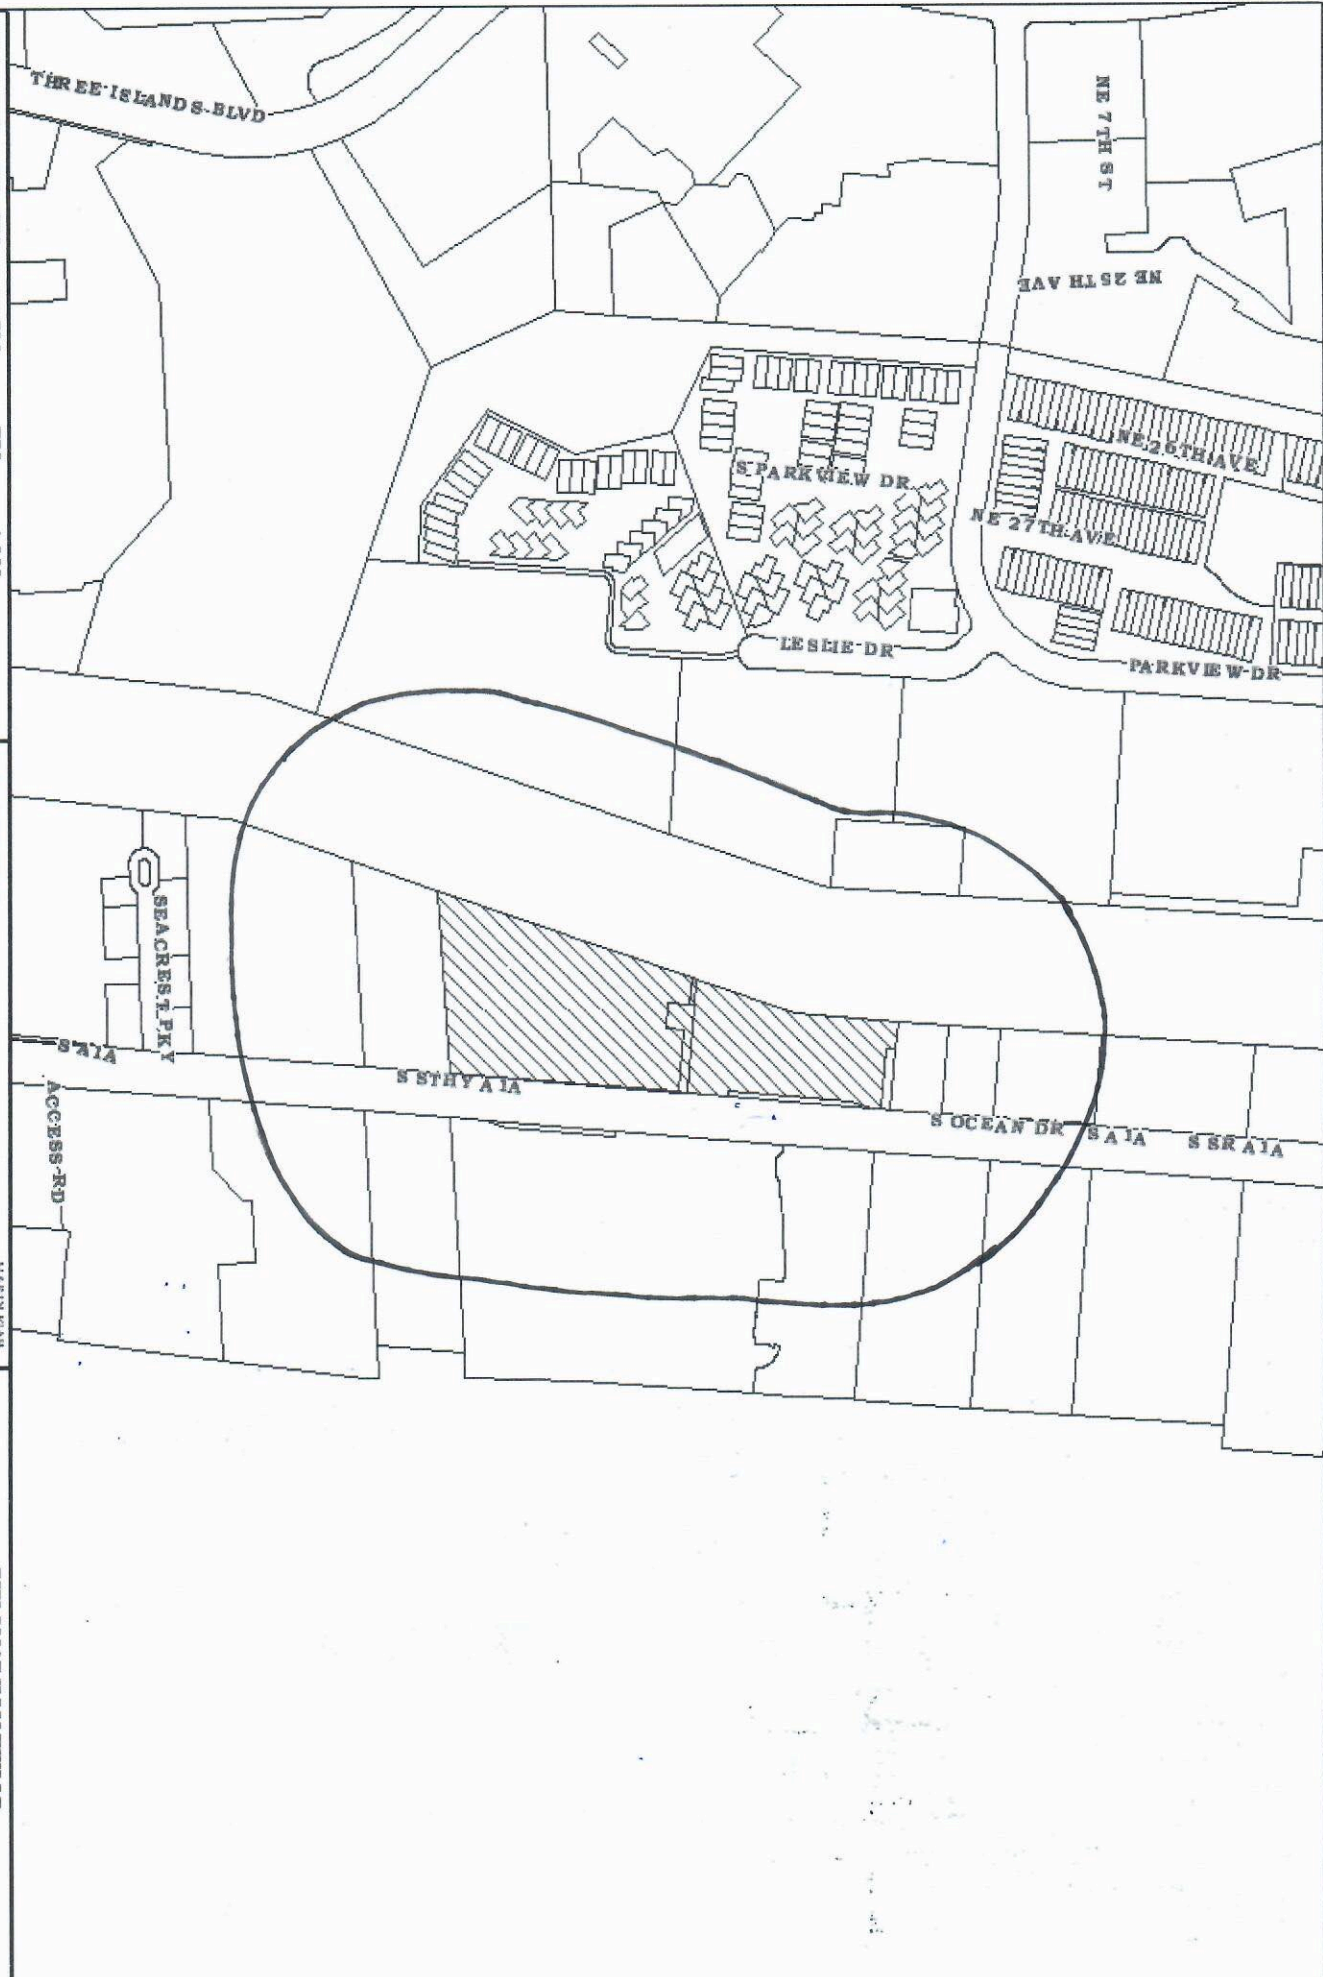 THREE ISLANDS BLVD
NE 7TH ST
NE 25TH AVE
NE 26TH AVE
S PARKVIEW DR
NE 27TH AVE
LESLIE DR
PARKVIEW DR
SEACREST PKY
S A1A
S STHY A1A
ACCESS RD
S OCEAN DR
S A1A
S SR A1A